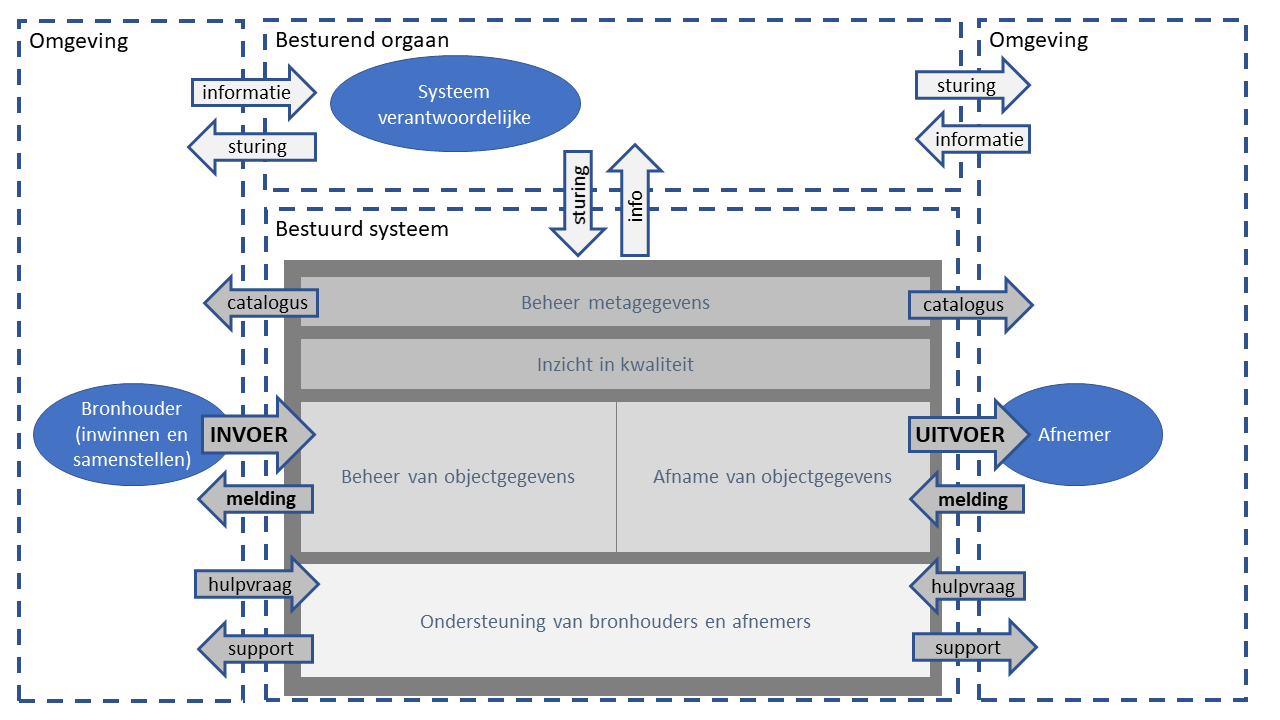 Omgeving
Besturend orgaan
Omgeving
informatie
sturing
Systeem
verantwoordelijke
sturing
informatie
sturing
info
Bestuurd systeem
catalogus
Beheer metagegevens
catalogus
Inzicht in kwaliteit
Bronhouder
(inwinnen en
samenstellen)
INVOER
UITVOER
Afnemer
Beheer van objectgegevens
Afname van objectgegevens
melding
melding
hulpvraag
hulpvraag
Ondersteuning van bronhouders en afnemers
support
support